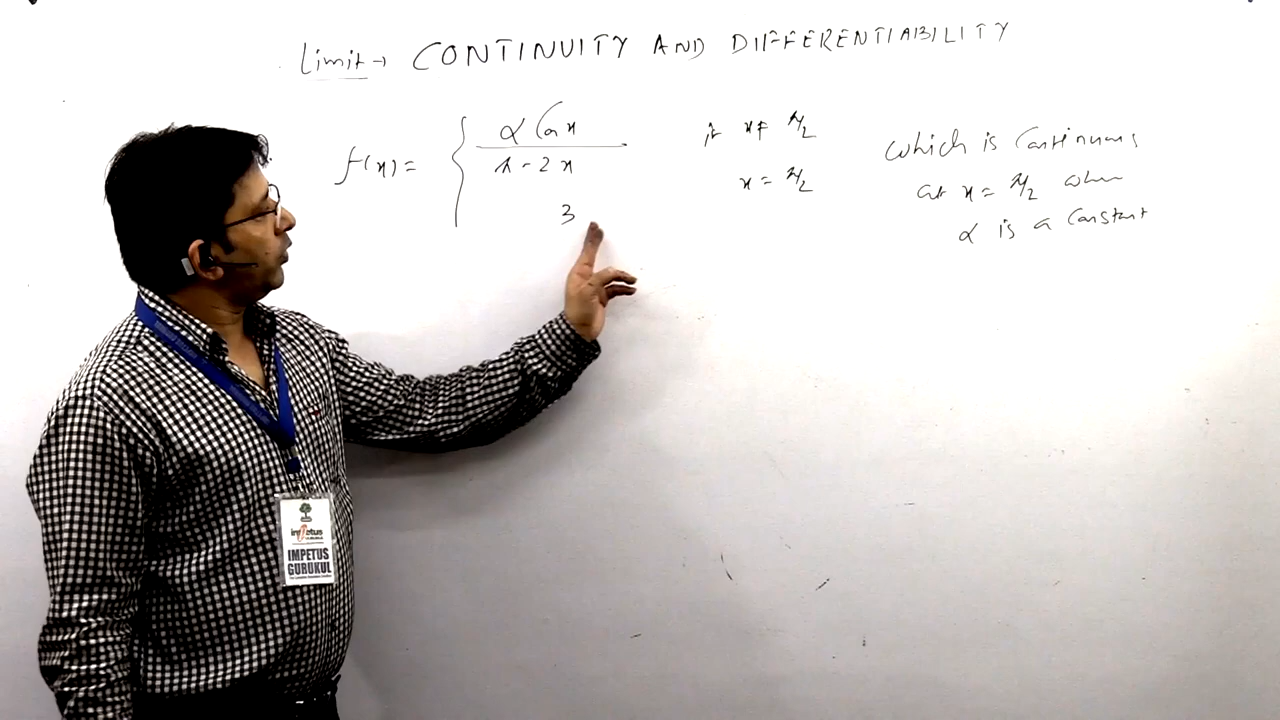 Limit → CONTINUITY AND DIFFERENTIABILITY
f(x) = { α Cos x / π - 2x if x ≠ π/2
3 x = π/2
which is Continuous
at x = π/2 when
α is a Constant
impetus
IMPETUS
GURUKUL